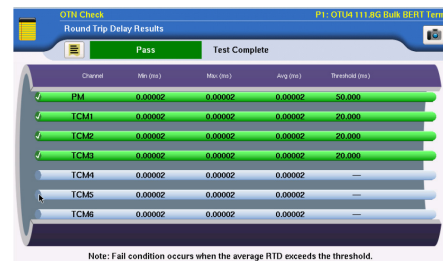 OTN Check
P1: OTU4 111.8G Bulk BERT Term
Round Trip Delay Results
Pass Test Complete
Channel Min (ms) Max (ms) Avg (ms) Threshold (ms)
PM 0.00002 0.00002 0.00002 50.000
TCM1 0.00002 0.00002 0.00002 20.000
TCM2 0.00002 0.00002 0.00002 20.000
TCM3 0.00002 0.00002 0.00002 20.000
TCM4 0.00002 0.00002 0.00002 —
TCM5 0.00002 0.00002 0.00002 —
TCM6 0.00002 0.00002 0.00002 —
Note: Fail condition occurs when the average RTD exceeds the threshold.